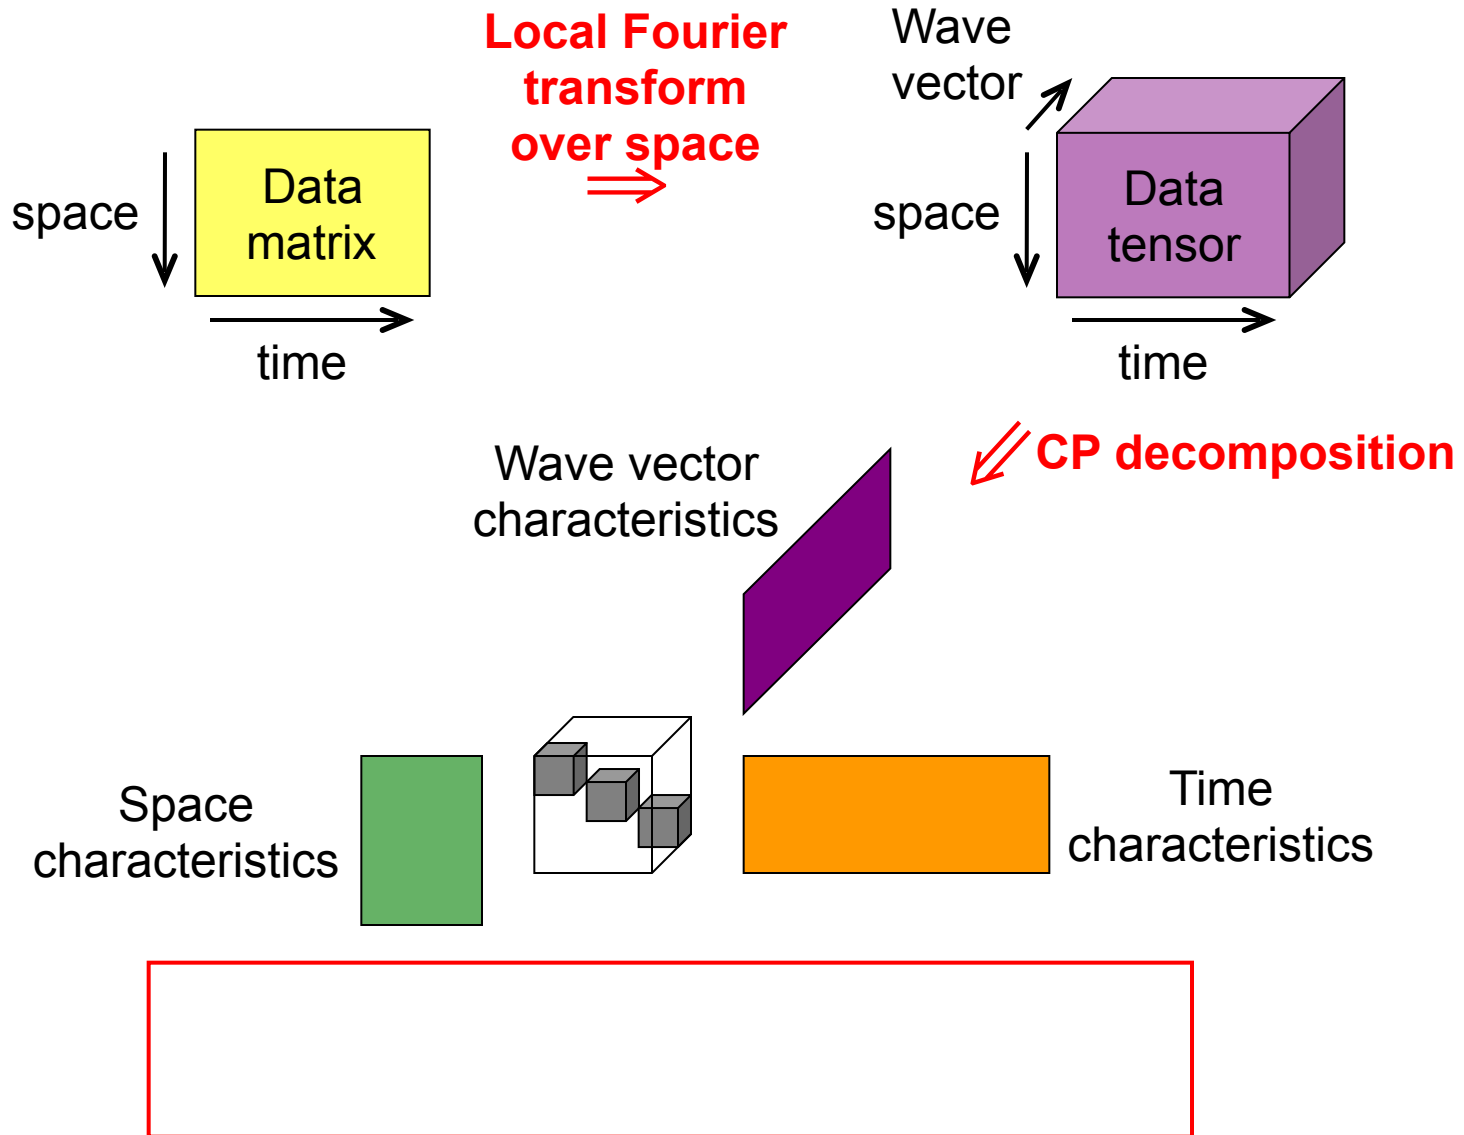 Local Fourier
transform
over space
Wave
vector
space
Data
matrix
time
space
Data
tensor
time
CP decomposition
Wave vector
characteristics
Space
characteristics
Time
characteristics